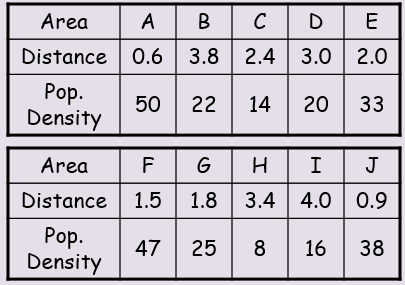 Area A B C D E
Distance 0.6 3.8 2.4 3.0 2.0
Pop. Density 50 22 14 20 33
Area F G H I J
Distance 1.5 1.8 3.4 4.0 0.9
Pop. Density 47 25 8 16 38